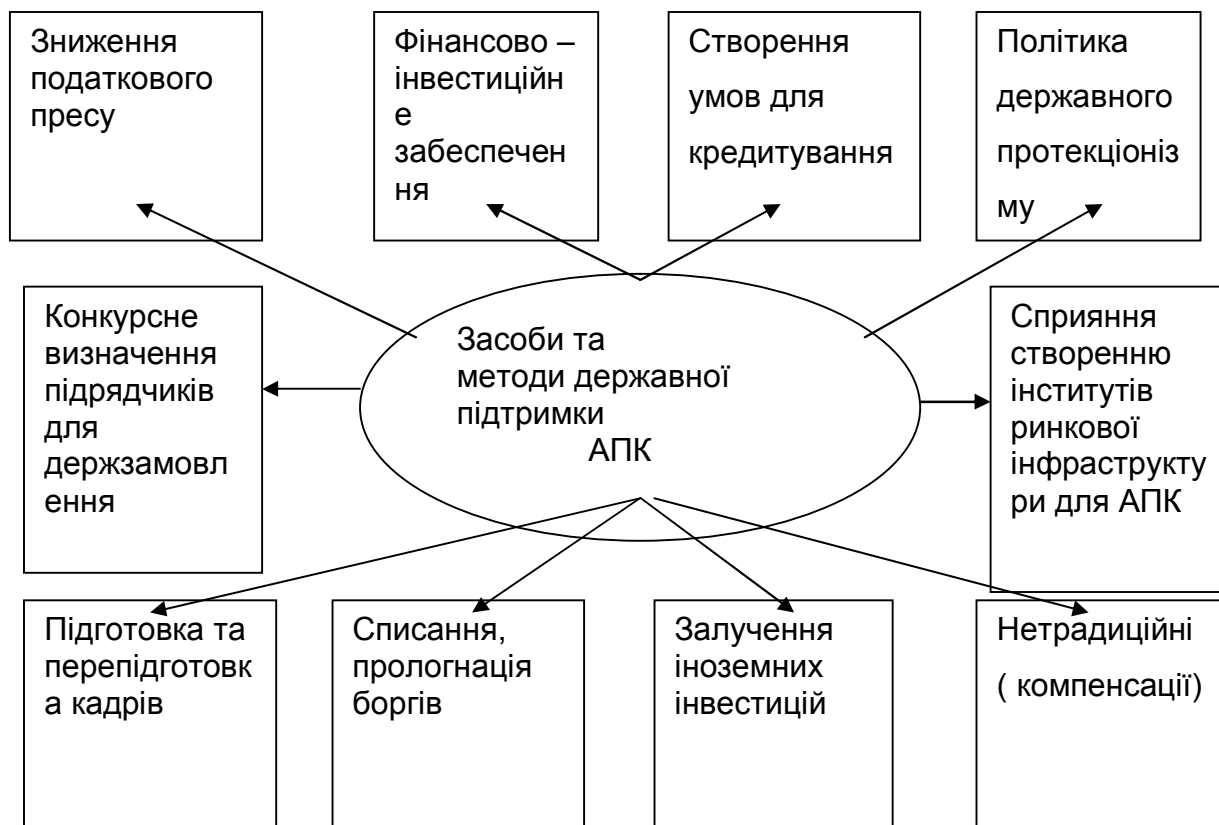 Зниження
податкового
пресу
Фінансово –
інвестиційн
е
забеспечен
ня
Створення
умов для
кредитування
Політика
державного
протекціоніз
му
Конкурсне
визначення
підрядчиків
для
держзамовл
ення
Засоби та
методи державної
підтримки
АПК
Сприяння
створенню
інститутів
ринкової
інфраструкту
ри для АПК
Підготовка та
перепідготовк
а кадрів
Списання,
прологнація
боргів
Залучення
іноземних
інвестицій
Нетрадиційні
( компенсації)